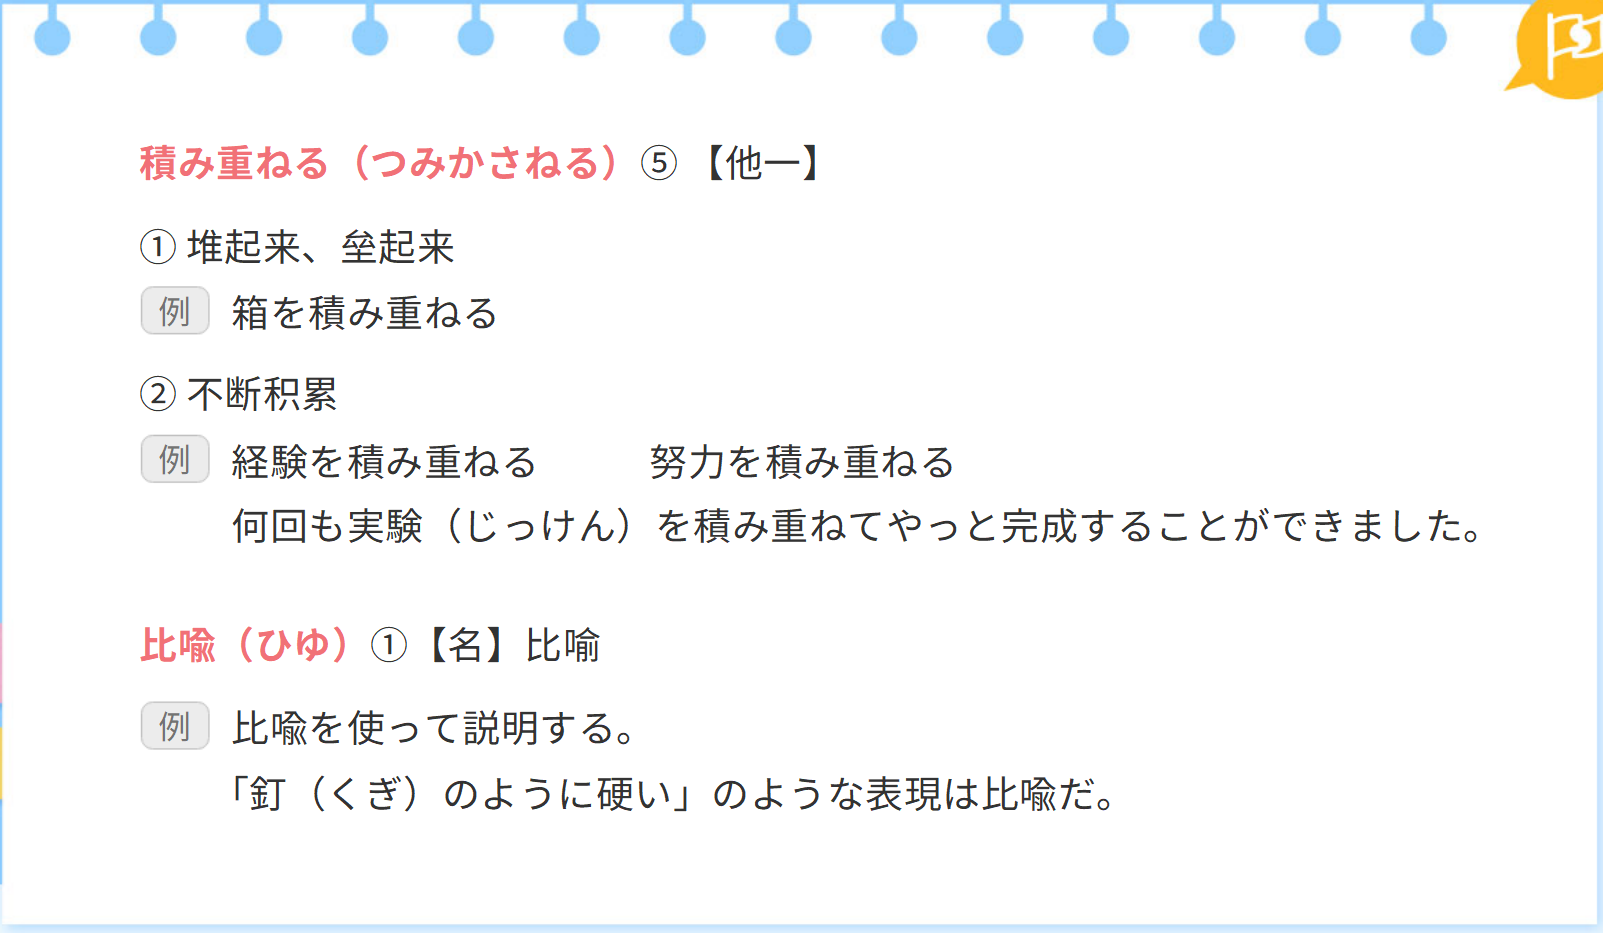 積み重ねる（つみかさねる）⑤ 【他一】
① 堆起来、垒起来
例 箱を積み重ねる
② 不断积累
例 経験を積み重ねる 努力を積み重ねる
何回も実験（じっけん）を積み重ねてやっと完成することができました。
比喩（ひゆ）①【名】比喻
例 比喩を使って説明する。
「釘（くぎ）のように硬い」のような表現は比喩だ。